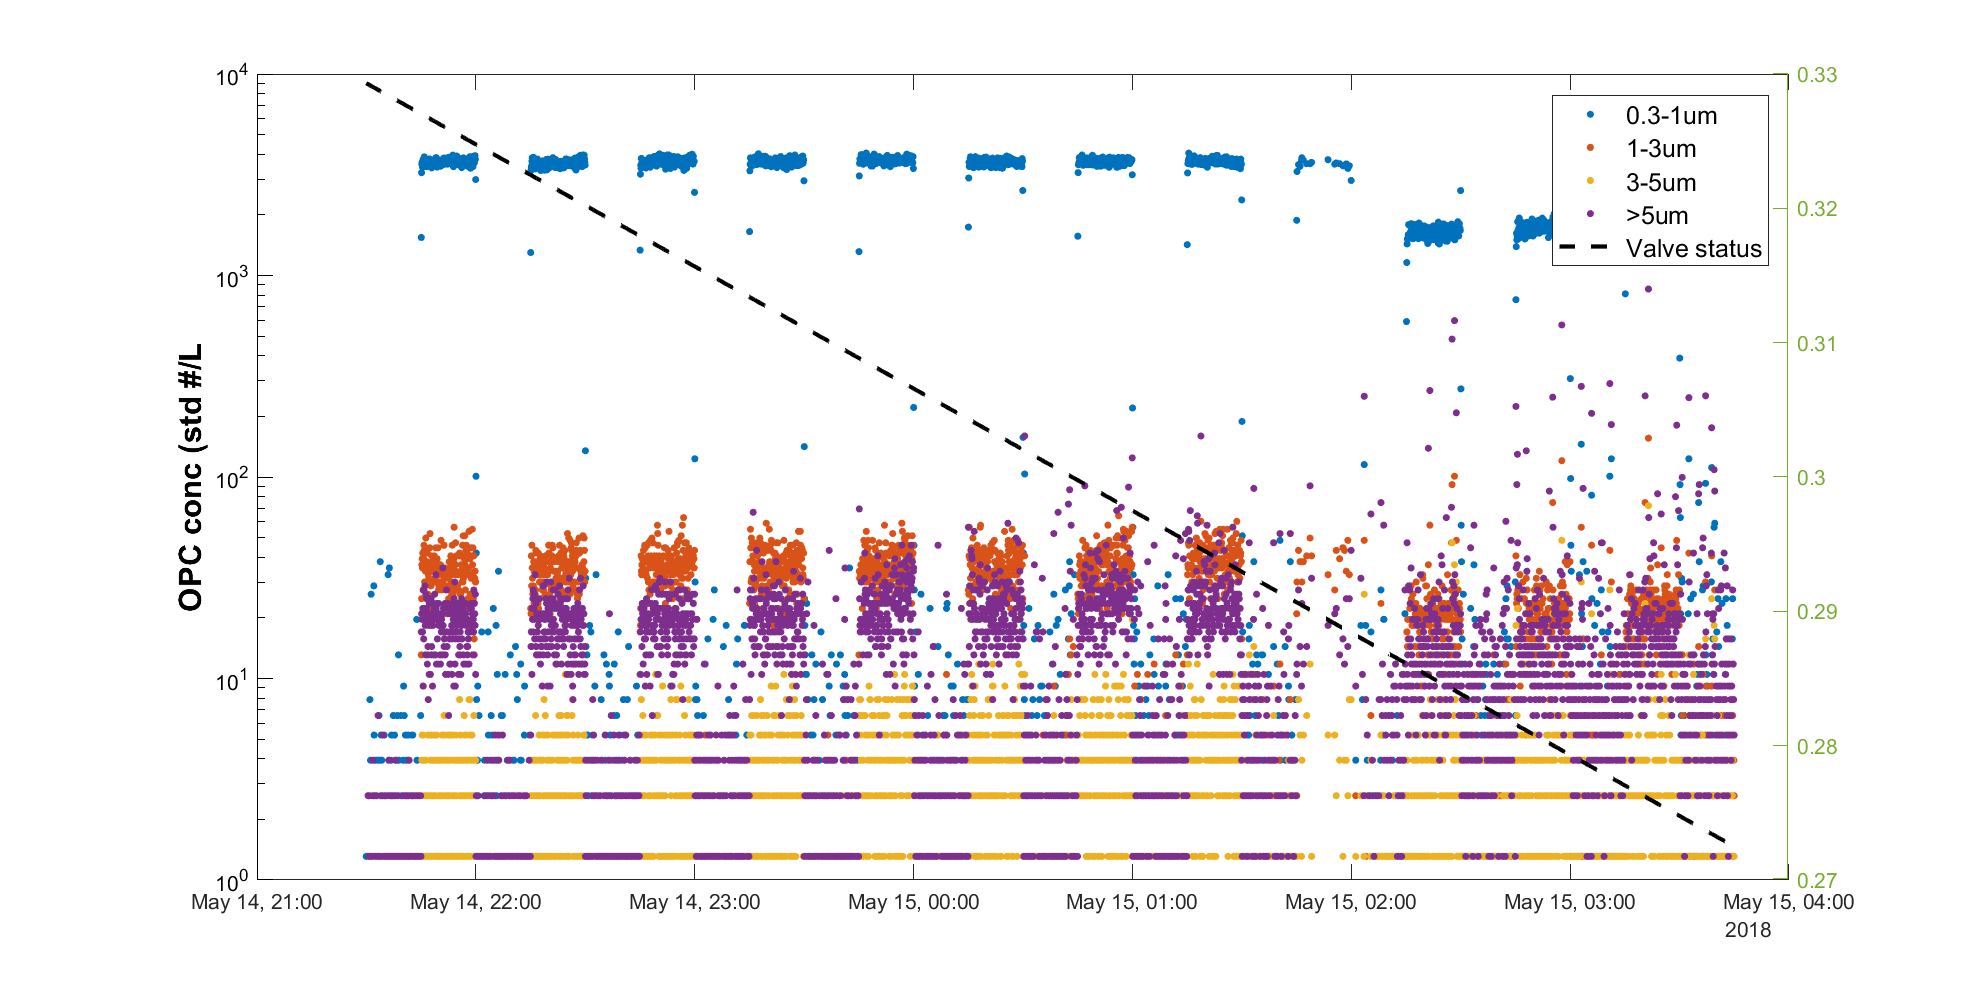 10^4
10^3
10^2
10^1
10^0
OPC conc (std #/L
0.33
0.32
0.31
0.3
0.29
0.28
0.27
0.3-1um
1-3um
3-5um
>5um
Valve status
May 14, 21:00
May 14, 22:00
May 14, 23:00
May 15, 00:00
May 15, 01:00
May 15, 02:00
May 15, 03:00
May 15, 04:00
2018